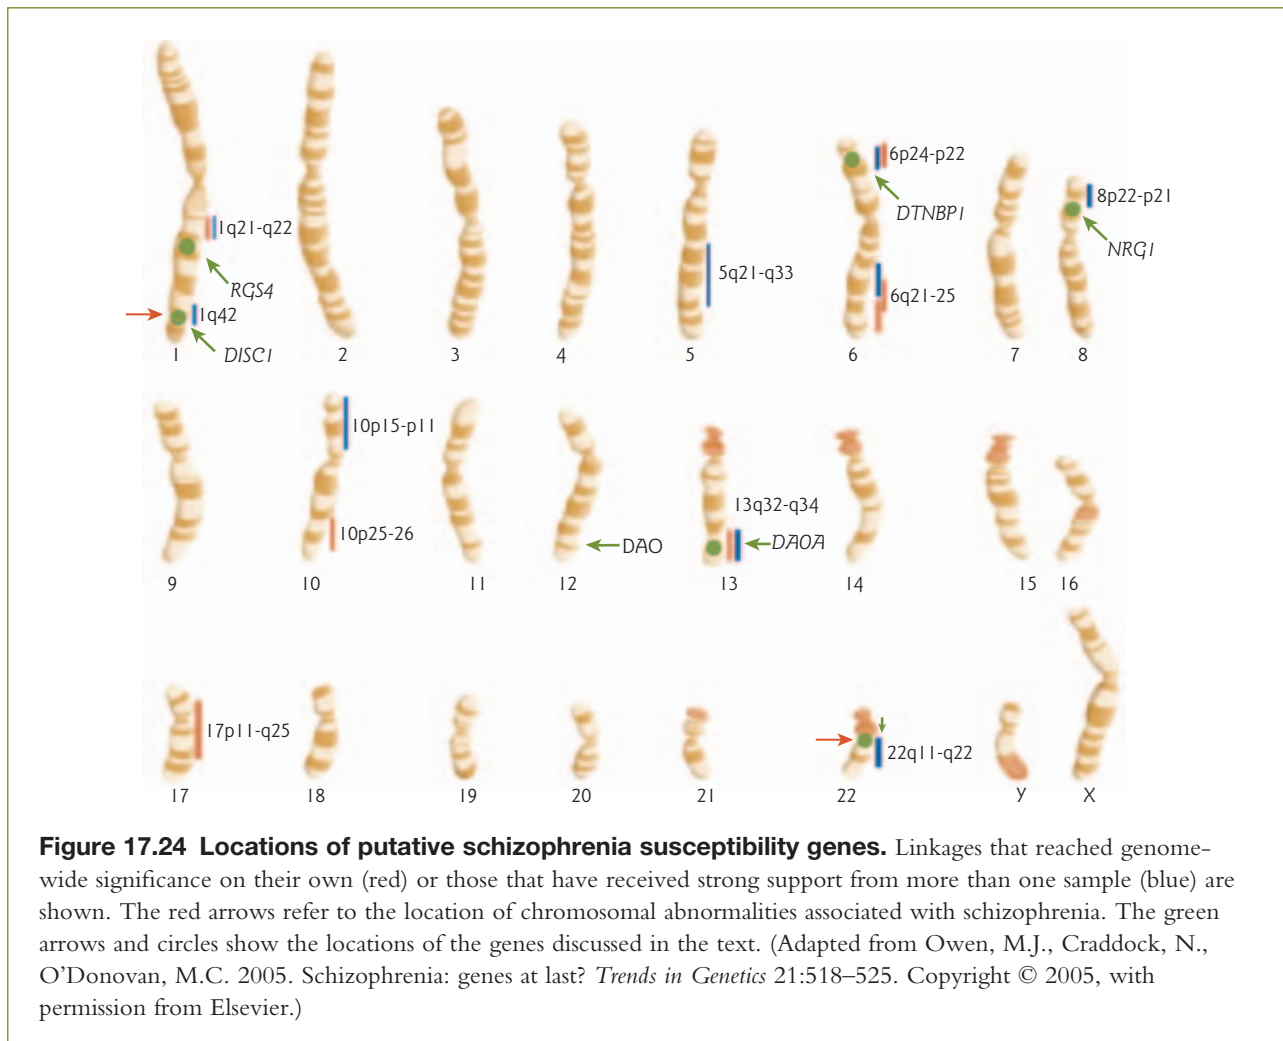 1q21-q22
RGS4
1q42
DISC1
1
2
3
4
5q21-q33
5
6p24-p22
DTNBP1
6q21-25
6
7
8p22-p21
NRG1
8
9
10p15-p11
10p25-26
10
11
DAO
12
13q32-q34
DAOA
13
14
15
16
17p11-q25
17
18
19
20
21
22q11-q22
22
Y
X
Figure 17.24 Locations of putative schizophrenia susceptibility genes. Linkages that reached genome-
wide significance on their own (red) or those that have received strong support from more than one sample (blue) are
shown. The red arrows refer to the location of chromosomal abnormalities associated with schizophrenia. The green
arrows and circles show the locations of the genes discussed in the text. (Adapted from Owen, M.J., Craddock, N.,
O'Donovan, M.C. 2005. Schizophrenia: genes at last? Trends in Genetics 21:518–525. Copyright © 2005, with
permission from Elsevier.)